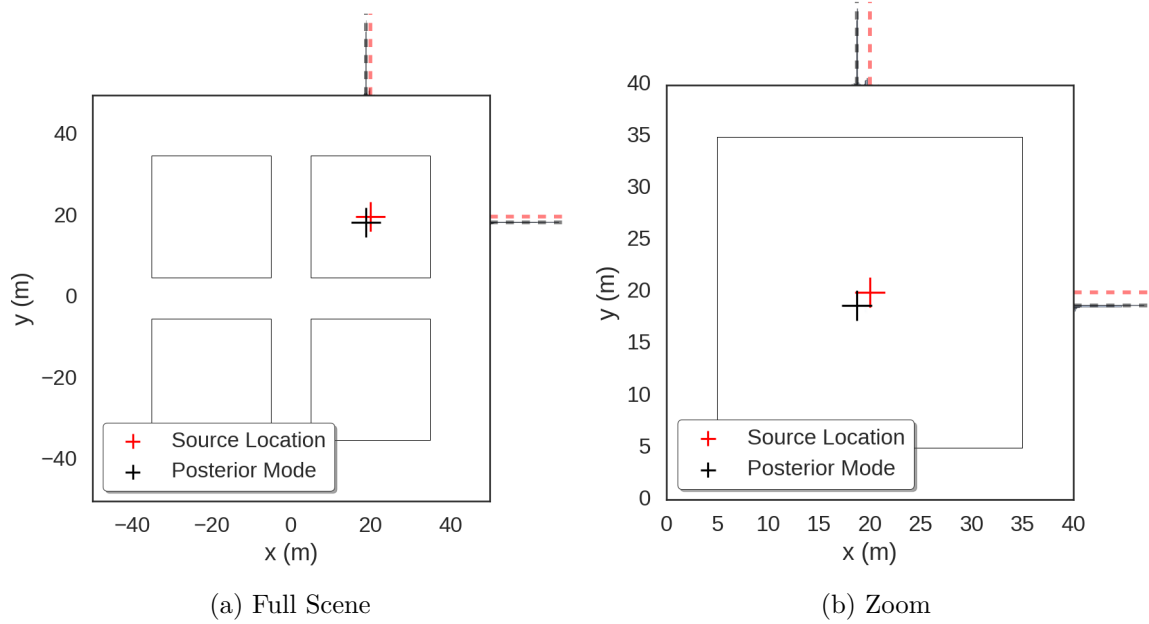 40
20
0
−20
−40
y (m)
Source Location
Posterior Mode
−40 −20 0 20 40
x (m)
(a) Full Scene
40
35
30
25
20
15
10
5
0
y (m)
Source Location
Posterior Mode
0 5 10 15 20 25 30 35 40
x (m)
(b) Zoom